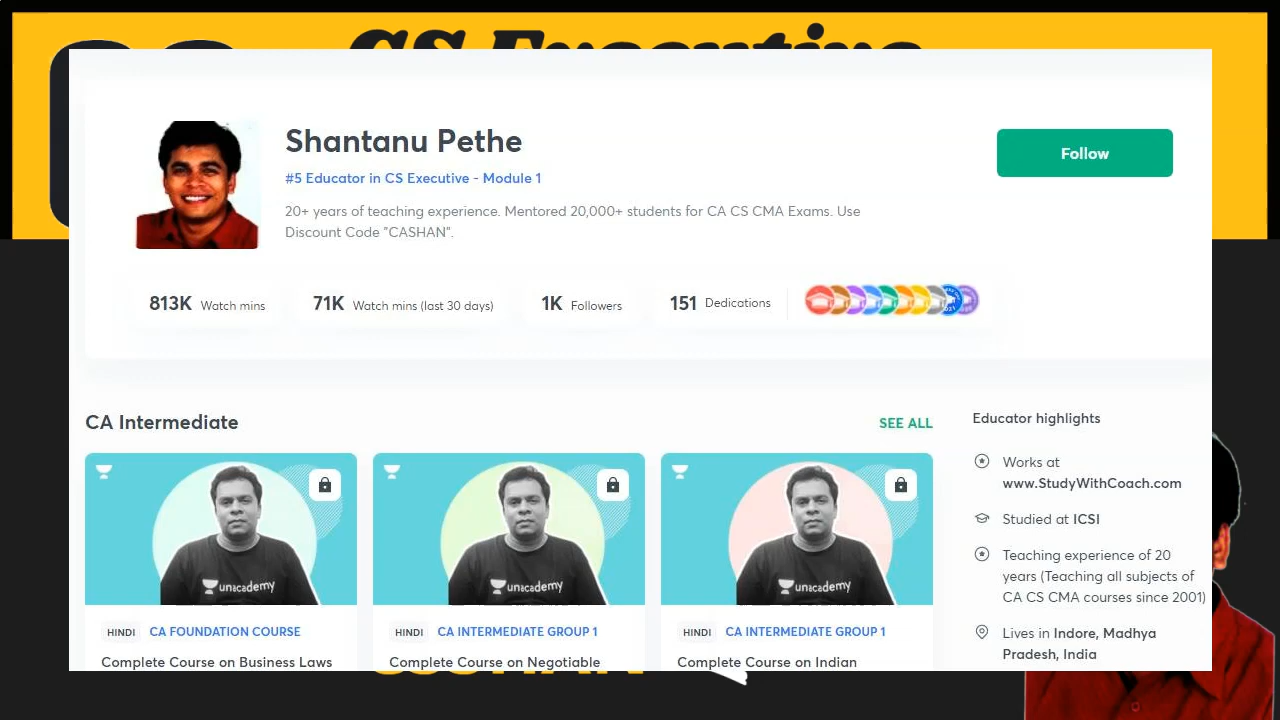 CS Executive
Shantanu Pethe
#5 Educator in CS Executive - Module 1
20+ years of teaching experience. Mentored 20,000+ students for CA CS CMA Exams. Use
Discount Code "CASHAN".
Follow
813K Watch mins
71K Watch mins (last 30 days)
1K Followers
151 Dedications
CA Intermediate
SEE ALL
unacademy
HINDI CA FOUNDATION COURSE
Complete Course on Business Laws
unacademy
HINDI CA INTERMEDIATE GROUP 1
Complete Course on Negotiable
unacademy
HINDI CA INTERMEDIATE GROUP 1
Complete Course on Indian
Educator highlights
Works at
www.StudyWithCoach.com
Studied at ICSI
Teaching experience of 20
years (Teaching all subjects of
CA CS CMA courses since 2001)
Lives in Indore, Madhya
Pradesh, India